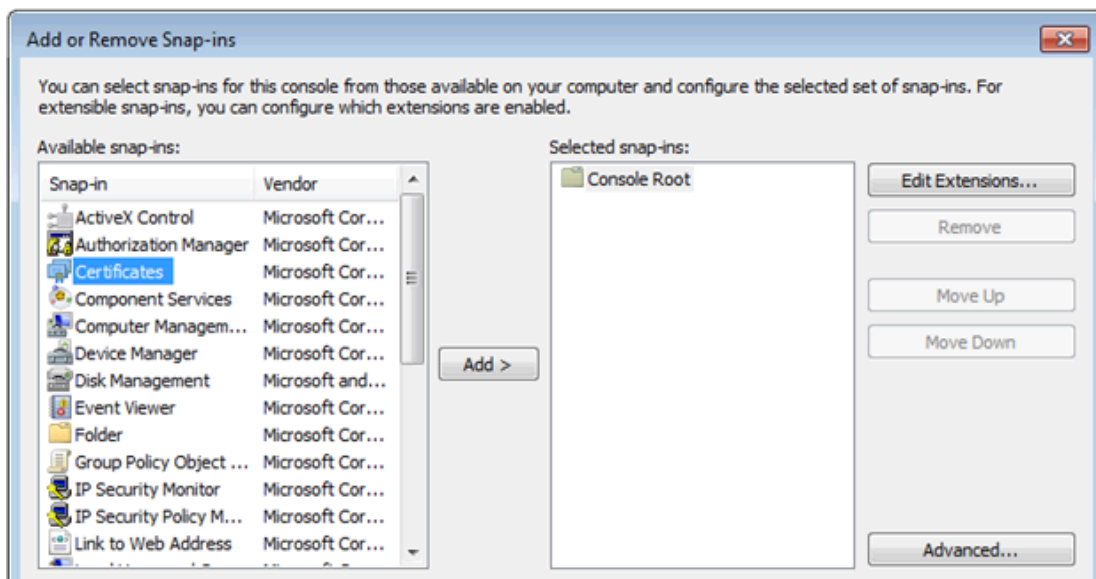 Add or Remove Snap-ins
You can select snap-ins for this console from those available on your computer and configure the selected set of snap-ins. For
extensible snap-ins, you can configure which extensions are enabled.
Available snap-ins:
Snap-in Vendor
ActiveX Control Microsoft Cor...
Authorization Manager Microsoft Cor...
Certificates Microsoft Cor...
Component Services Microsoft Cor...
Computer Managem... Microsoft Cor...
Device Manager Microsoft Cor...
Disk Management Microsoft and...
Event Viewer Microsoft Cor...
Folder Microsoft Cor...
Group Policy Object ... Microsoft Cor...
IP Security Monitor Microsoft Cor...
IP Security Policy M... Microsoft Cor...
Link to Web Address Microsoft Cor...
Add >
Selected snap-ins:
Console Root
Edit Extensions...
Remove
Move Up
Move Down
Advanced...